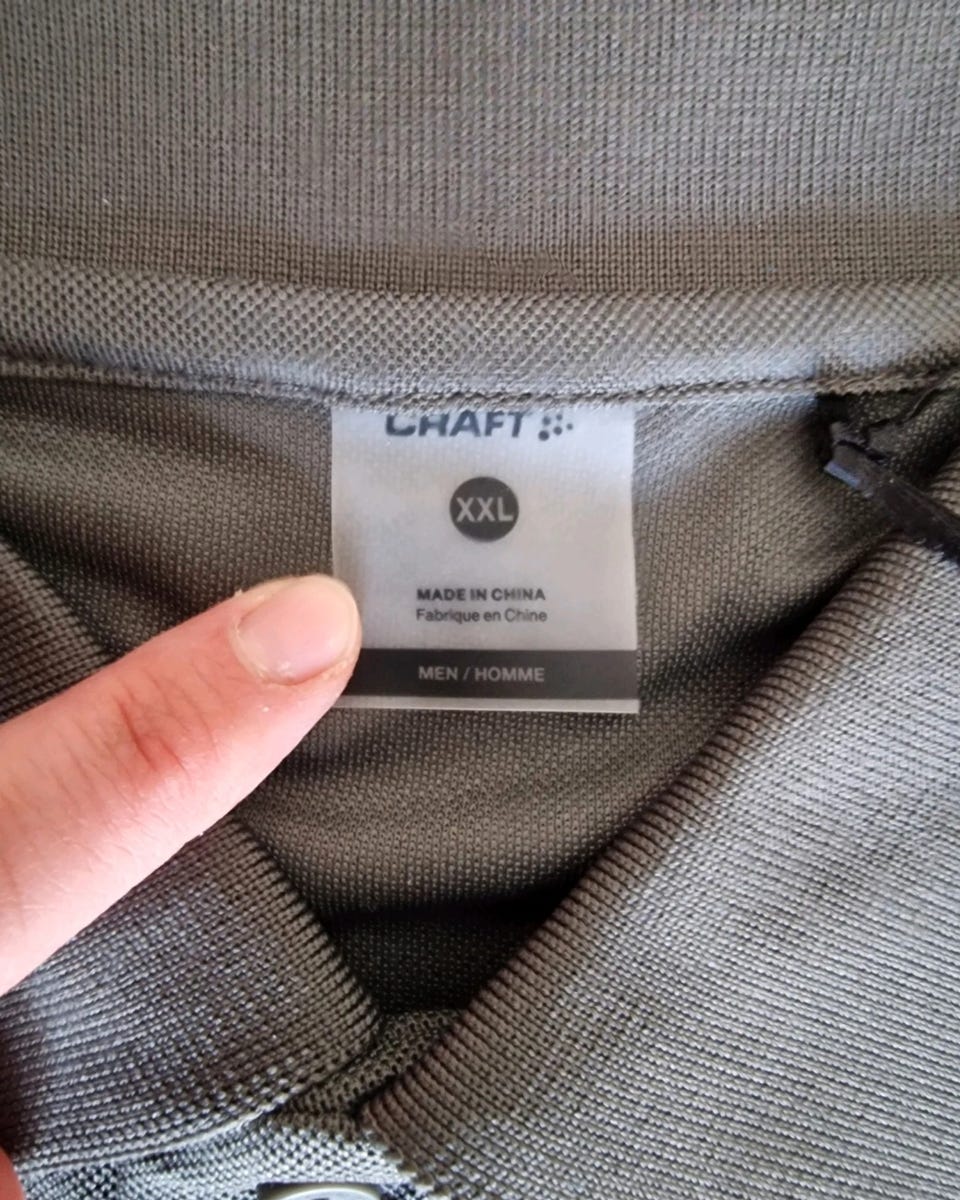 CRAFT
XXL
MADE IN CHINA
Fabrique en Chine
MEN / HOMME